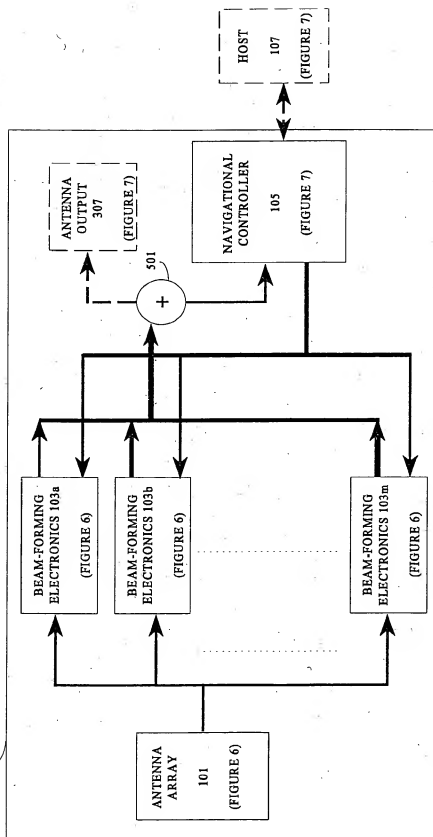 ANTENNA
ARRAY
101
(FIGURE 6)
BEAM-FORMING
ELECTRONICS 103a
(FIGURE 6)
BEAM-FORMING
ELECTRONICS 103b
(FIGURE 6)
BEAM-FORMING
ELECTRONICS 103m
(FIGURE 6)
ANTENNA
OUTPUT
307
(FIGURE 7)
501
+
NAVIGATIONAL
CONTROLLER
105
(FIGURE 7)
HOST
107
(FIGURE 7)